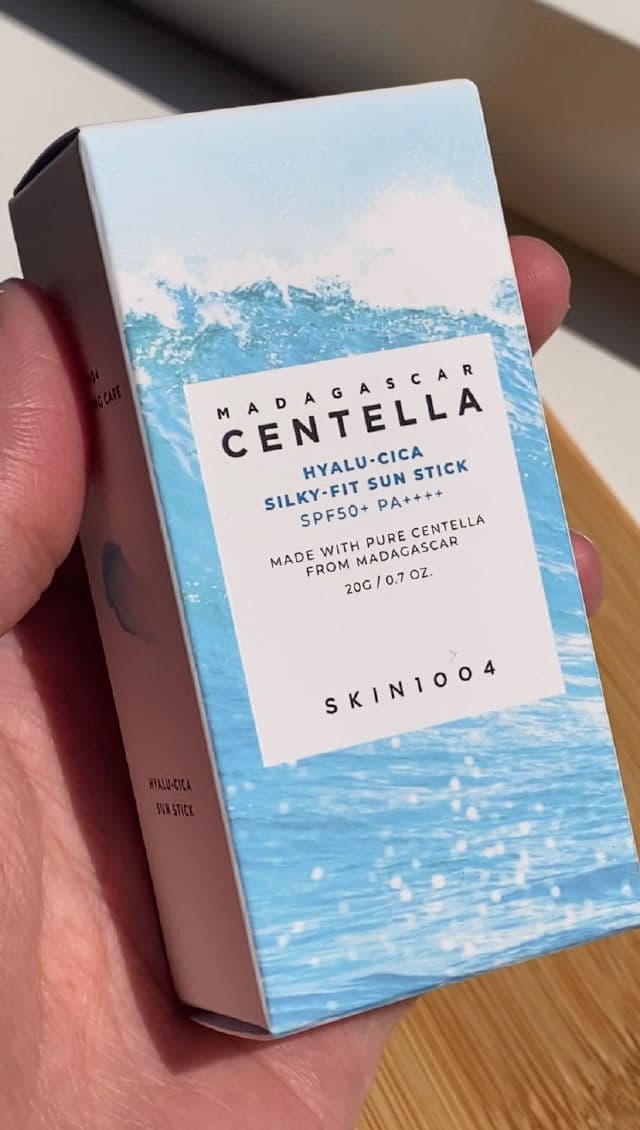 MADAGASCAR
CENTELLA
HYALU-CICA
SILKY-FIT SUN STICK
SPF50+ PA++++
MADE WITH PURE CENTELLA
FROM MADAGASCAR
20G / 0.7 OZ.
SKIN1004
CARE
HYALU-CICA
SUN STICK